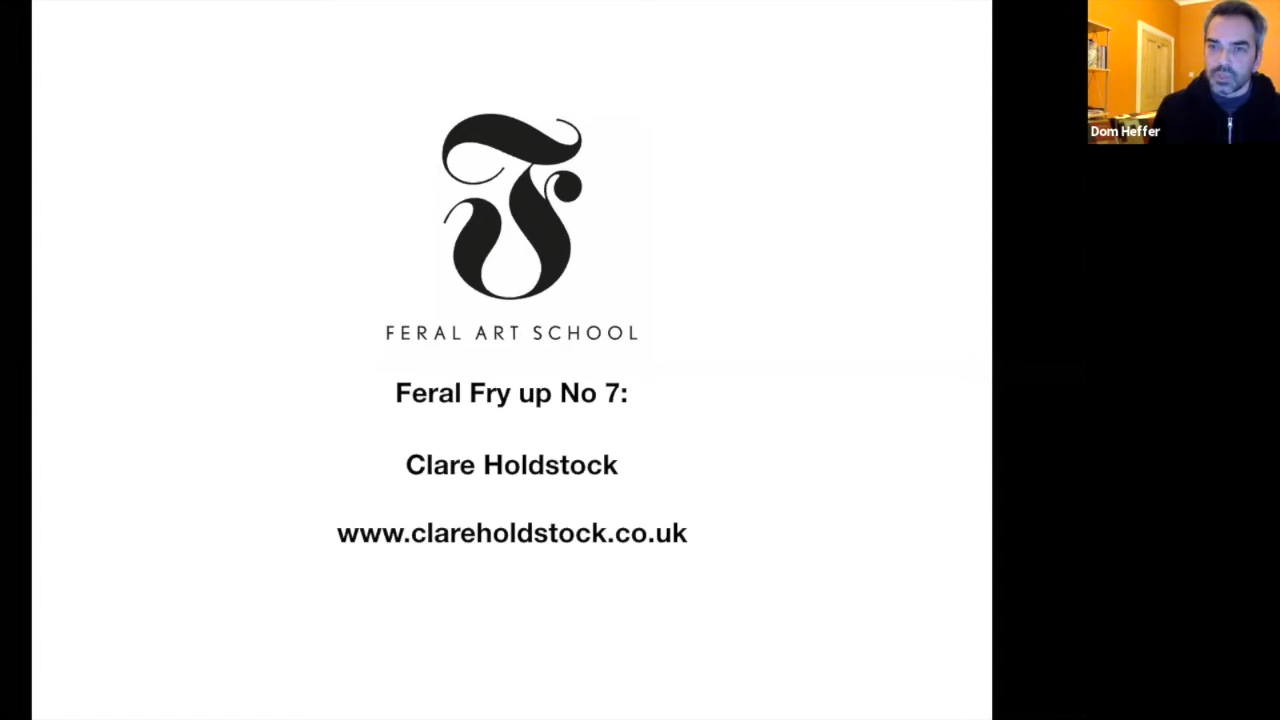 FERAL ART SCHOOL
Feral Fry up No 7:
Clare Holdstock
www.clareholdstock.co.uk
Dom Heffer